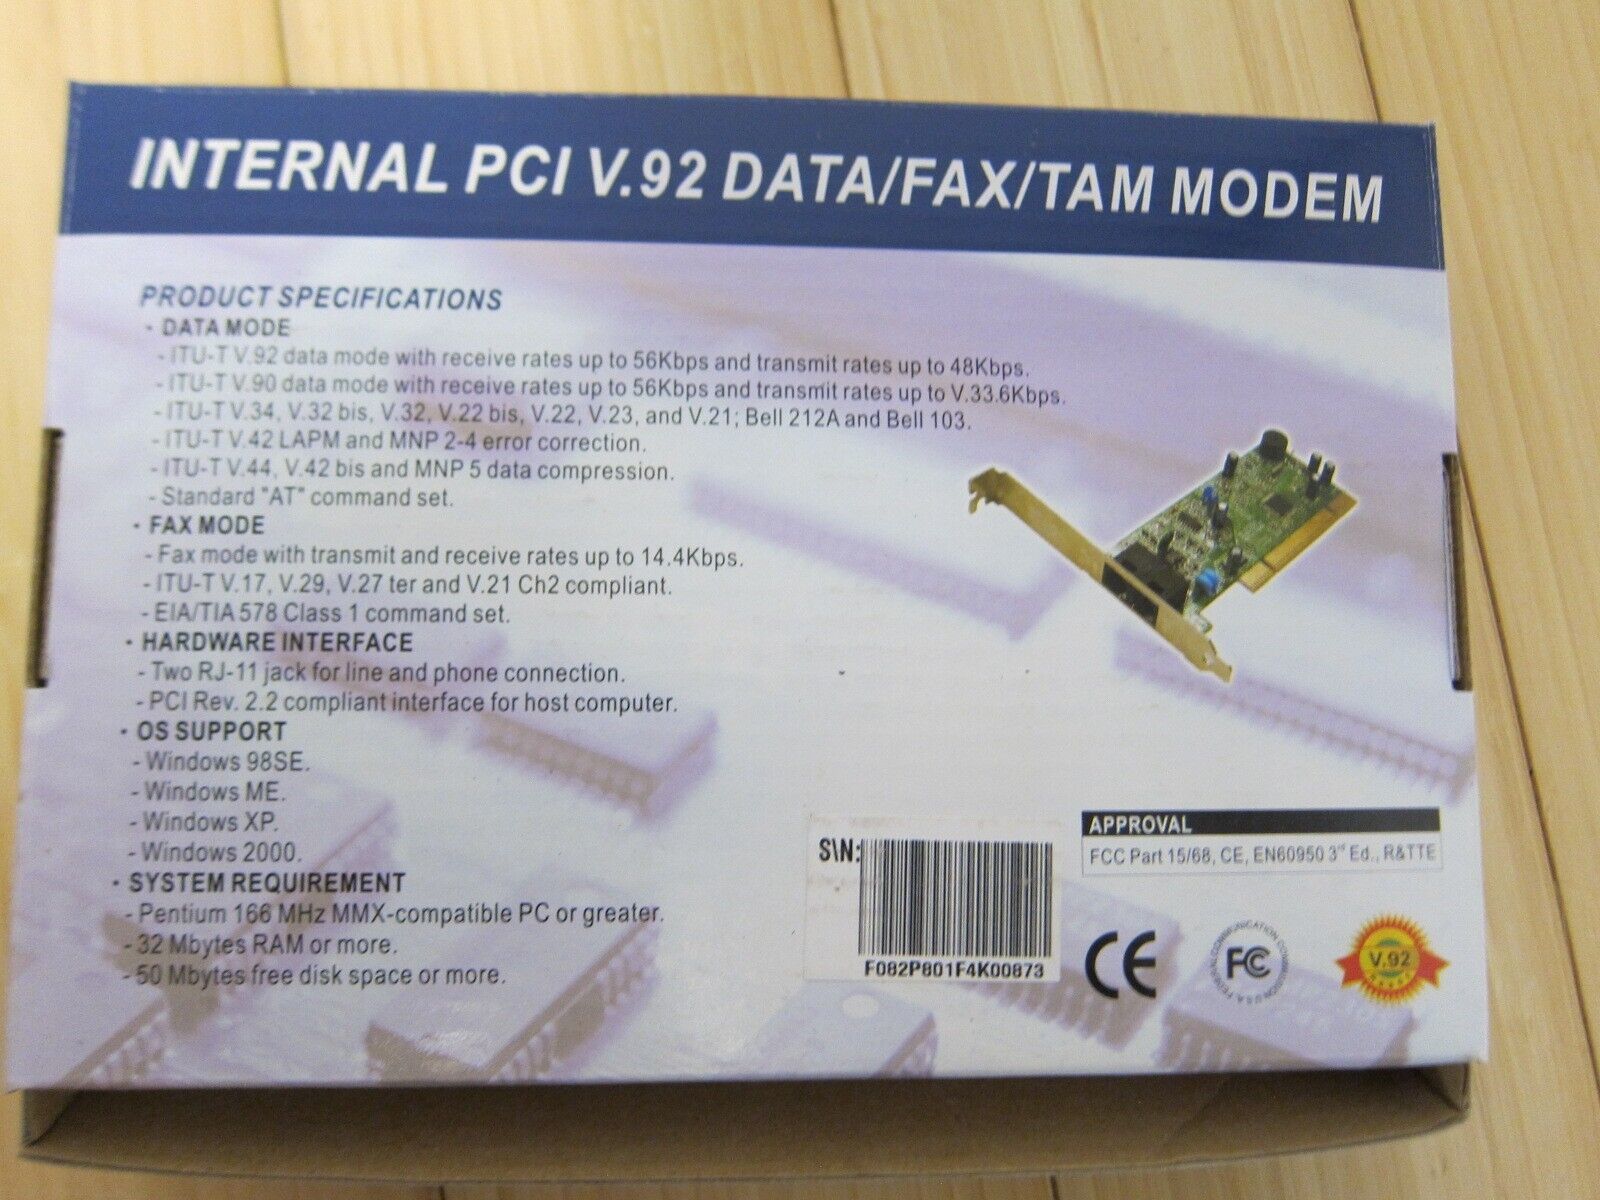 INTERNAL PCI V.92 DATA/FAX/TAM MODEM
PRODUCT SPECIFICATIONS
· DATA MODE
- ITU-T V.92 data mode with receive rates up to 56Kbps and transmit rates up to 48Kbps.
- ITU-T V.90 data mode with receive rates up to 56Kbps and transmit rates up to V.33.6Kbps.
- ITU-T V.34, V.32 bis, V.32, V.22 bis, V.22, V.23, and V.21; Bell 212A and Bell 103.
- ITU-T V.42 LAPM and MNP 2-4 error correction.
- ITU-T V.44, V.42 bis and MNP 5 data compression.
- Standard "AT" command set.
· FAX MODE
- Fax mode with transmit and receive rates up to 14.4Kbps.
- ITU-T V.17, V.29, V.27 ter and V.21 Ch2 compliant.
- EIA/TIA 578 Class 1 command set.
· HARDWARE INTERFACE
- Two RJ-11 jack for line and phone connection.
- PCI Rev. 2.2 compliant interface for host computer.
· OS SUPPORT
- Windows 98SE.
- Windows ME.
- Windows XP.
- Windows 2000.
· SYSTEM REQUIREMENT
- Pentium 166 MHz MMX-compatible PC or greater.
- 32 Mbytes RAM or more.
- 50 Mbytes free disk space or more.
S\N:
F082P801F4K00873
APPROVAL
FCC Part 15/68, CE, EN60950 3rd Ed., R&TTE
CE
FEDERAL COMMUNICATION COMMISSION U.S.A.
FC
V.92